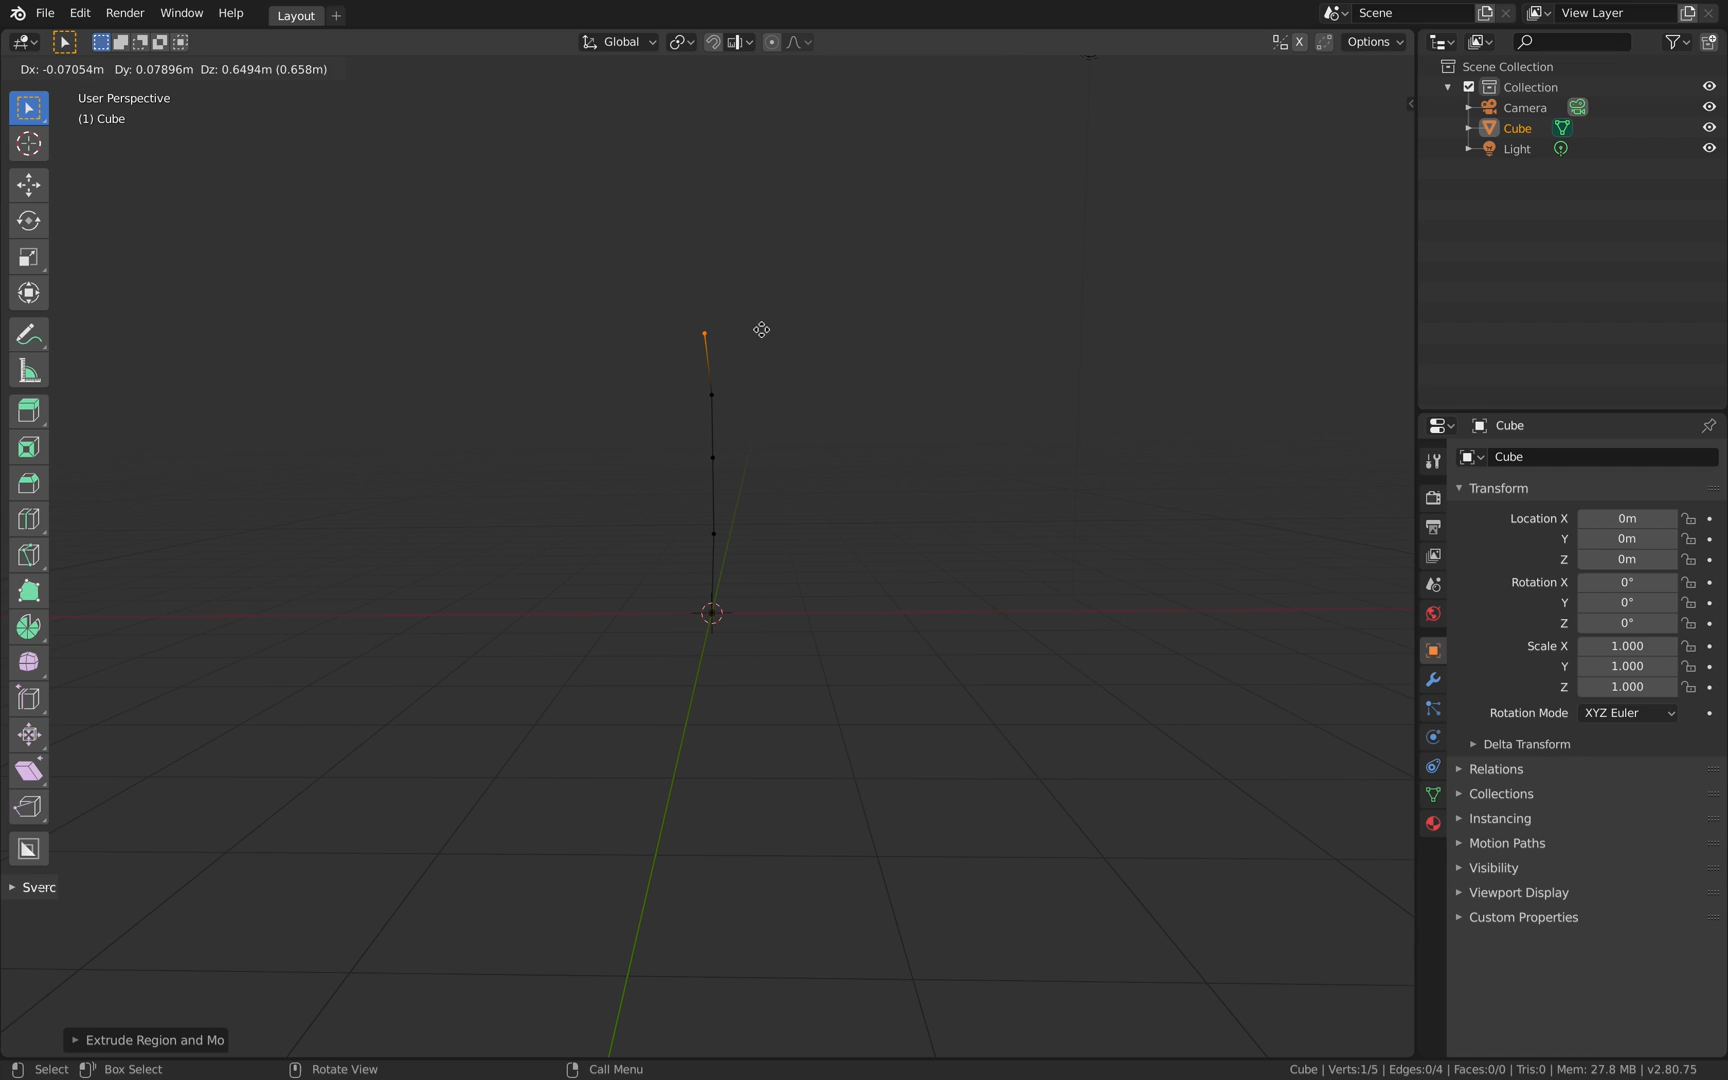 File Edit Render Window Help Layout Scene View Layer
Global X Options
Dx: -0.07054m Dy: 0.07896m Dz: 0.6494m (0.658m)
User Perspective
(1) Cube
Scene Collection
Collection
Camera
Cube
Light
Cube
Cube
Transform
Location X 0m
Y 0m
Z 0m
Rotation X 0°
Y 0°
Z 0°
Scale X 1.000
Y 1.000
Z 1.000
Rotation Mode XYZ Euler
Delta Transform
Relations
Collections
Instancing
Motion Paths
Visibility
Viewport Display
Custom Properties
Sverc
Extrude Region and Mo
Select Box Select Rotate View Call Menu Cube | Verts:1/5 | Edges:0/4 | Faces:0/0 | Tris:0 | Mem: 27.8 MB | v2.80.75